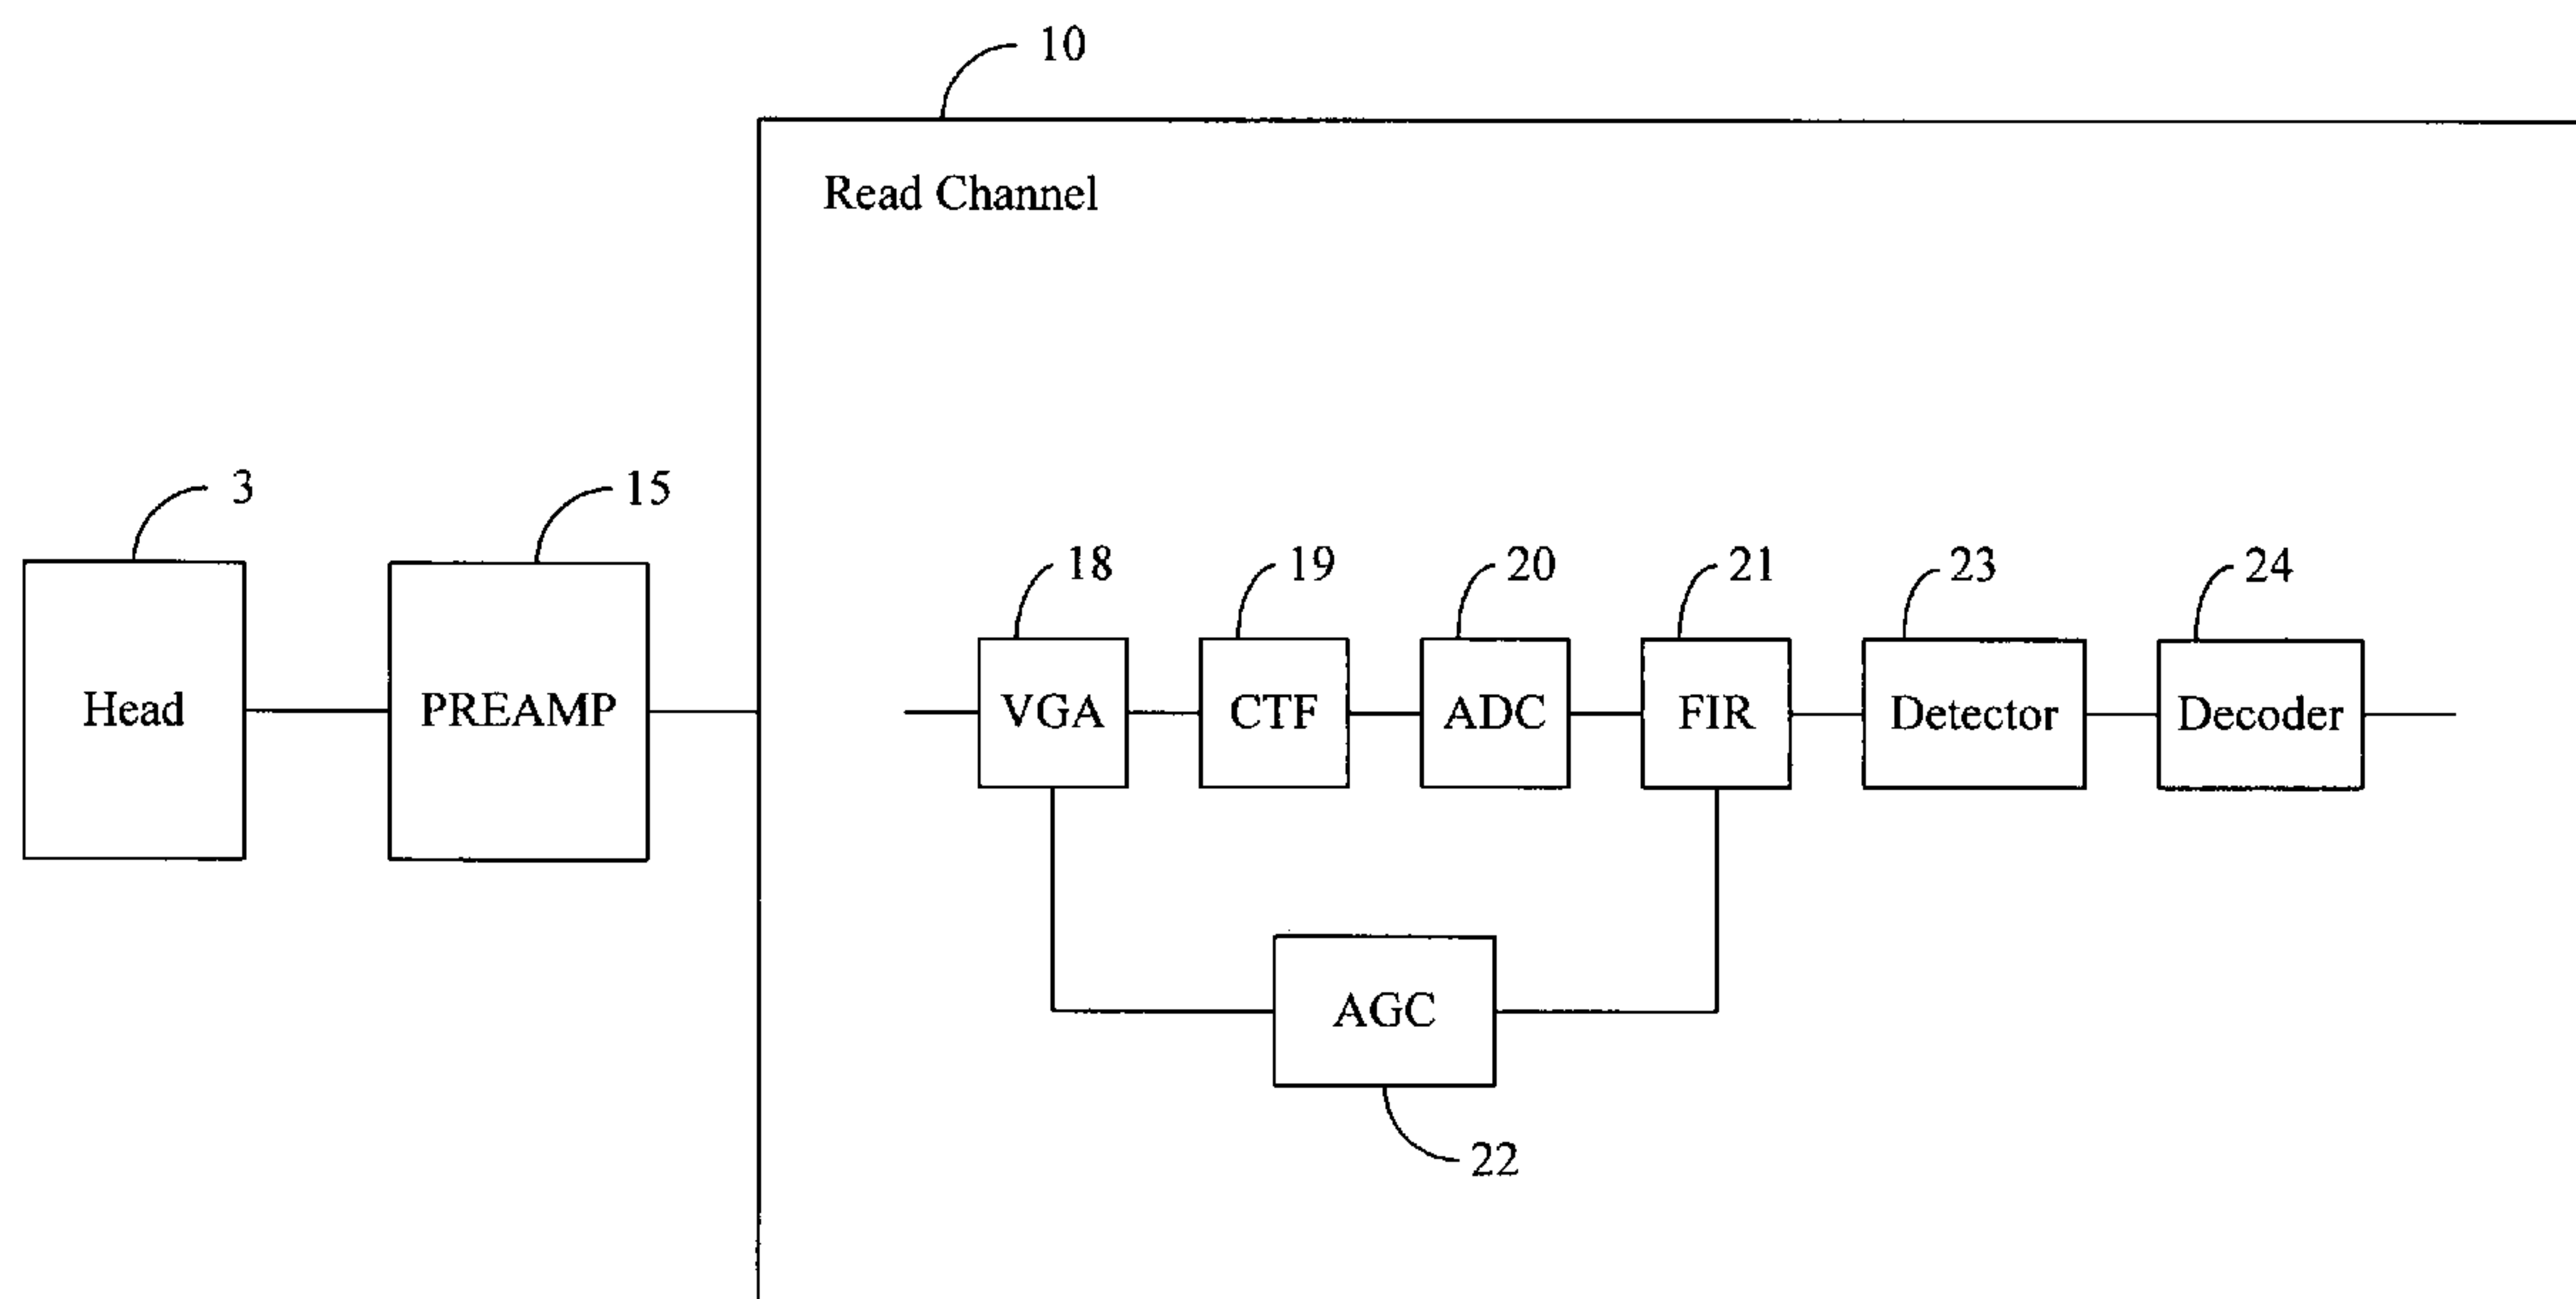 10
Read Channel
3
15
18
19
20
21
23
24
Head
PREAMP
VGA
CTF
ADC
FIR
Detector
Decoder
AGC
22